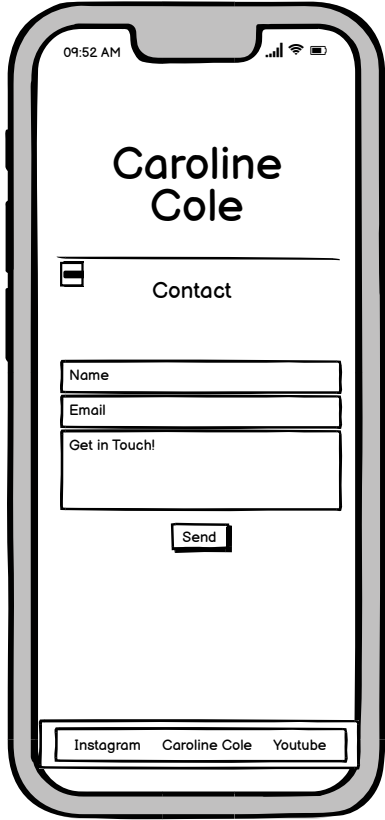 09:52 AM
Caroline
Cole
Contact
Name
Email
Get in Touch!
Send
Instagram Caroline Cole Youtube